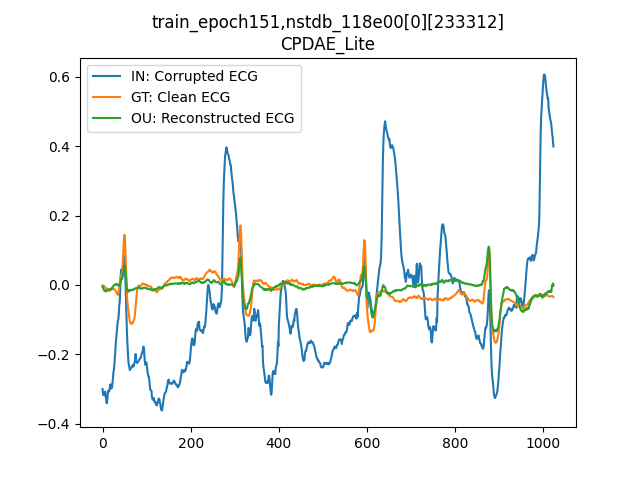 train_epoch151,nstdb_118e00[0][233312]
CPDAE_Lite
IN: Corrupted ECG
GT: Clean ECG
OU: Reconstructed ECG
0.6
0.4
0.2
0.0
−0.2
−0.4
0 200 400 600 800 1000